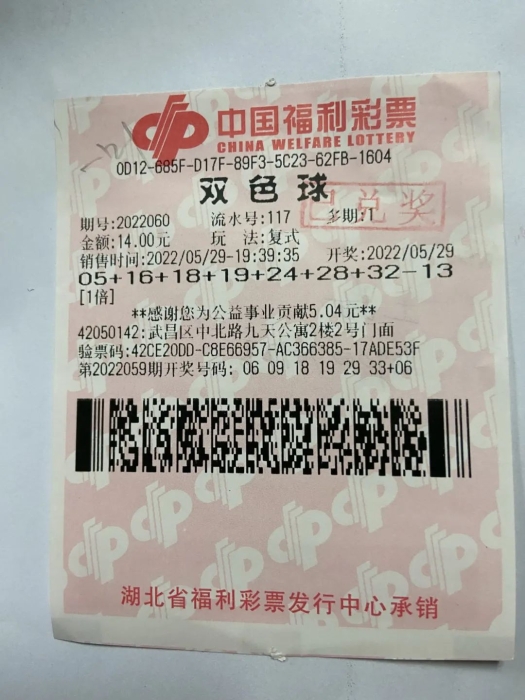 中国福利彩票
CHINA WELFARE LOTTERY
0D12-685F-D17F-89F3-5C23-62FB-1604
双色球
已兑奖
期号:2022060 流水号:117 多期:1
金额:14.00元 玩 法:复式
销售时间:2022/05/29-19:39:35 开奖:2022/05/29
05+16+18+19+24+28+32-13
[1倍]
**感谢您为公益事业贡献5.04元**
42050142:武昌区中北路九天公寓2楼2号门面
验票码:42CE20DD-C8E66957-AC366385-17ADE53F
第2022059期开奖号码: 06 09 18 19 29 33+06
湖北省福利彩票发行中心承销